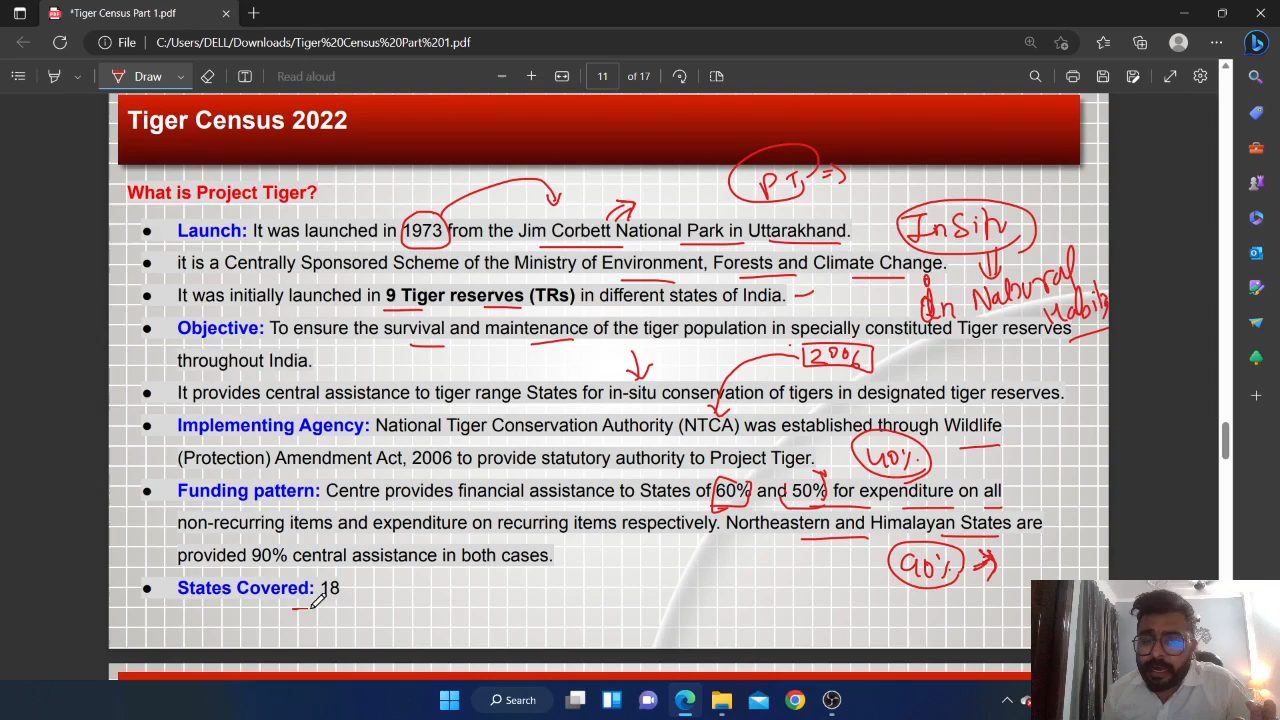 *Tiger Census Part 1.pdf
File C:/Users/DELL/Downloads/Tiger%20Census%20Part%201.pdf
Draw Read aloud 11 of 17
Tiger Census 2022
PT
What is Project Tiger?
Launch: It was launched in 1973 from the Jim Corbett National Park in Uttarakhand.
InSitu
it is a Centrally Sponsored Scheme of the Ministry of Environment, Forests and Climate Change.
It was initially launched in 9 Tiger reserves (TRs) in different states of India.
in Natural
Objective: To ensure the survival and maintenance of the tiger population in specially constituted Tiger reserves
throughout India.
2006
It provides central assistance to tiger range States for in-situ conservation of tigers in designated tiger reserves.
Implementing Agency: National Tiger Conservation Authority (NTCA) was established through Wildlife
(Protection) Amendment Act, 2006 to provide statutory authority to Project Tiger.
40%
Funding pattern: Centre provides financial assistance to States of 60% and 50% for expenditure on all
non-recurring items and expenditure on recurring items respectively. Northeastern and Himalayan States are
provided 90% central assistance in both cases.
90%
States Covered: 18
Search